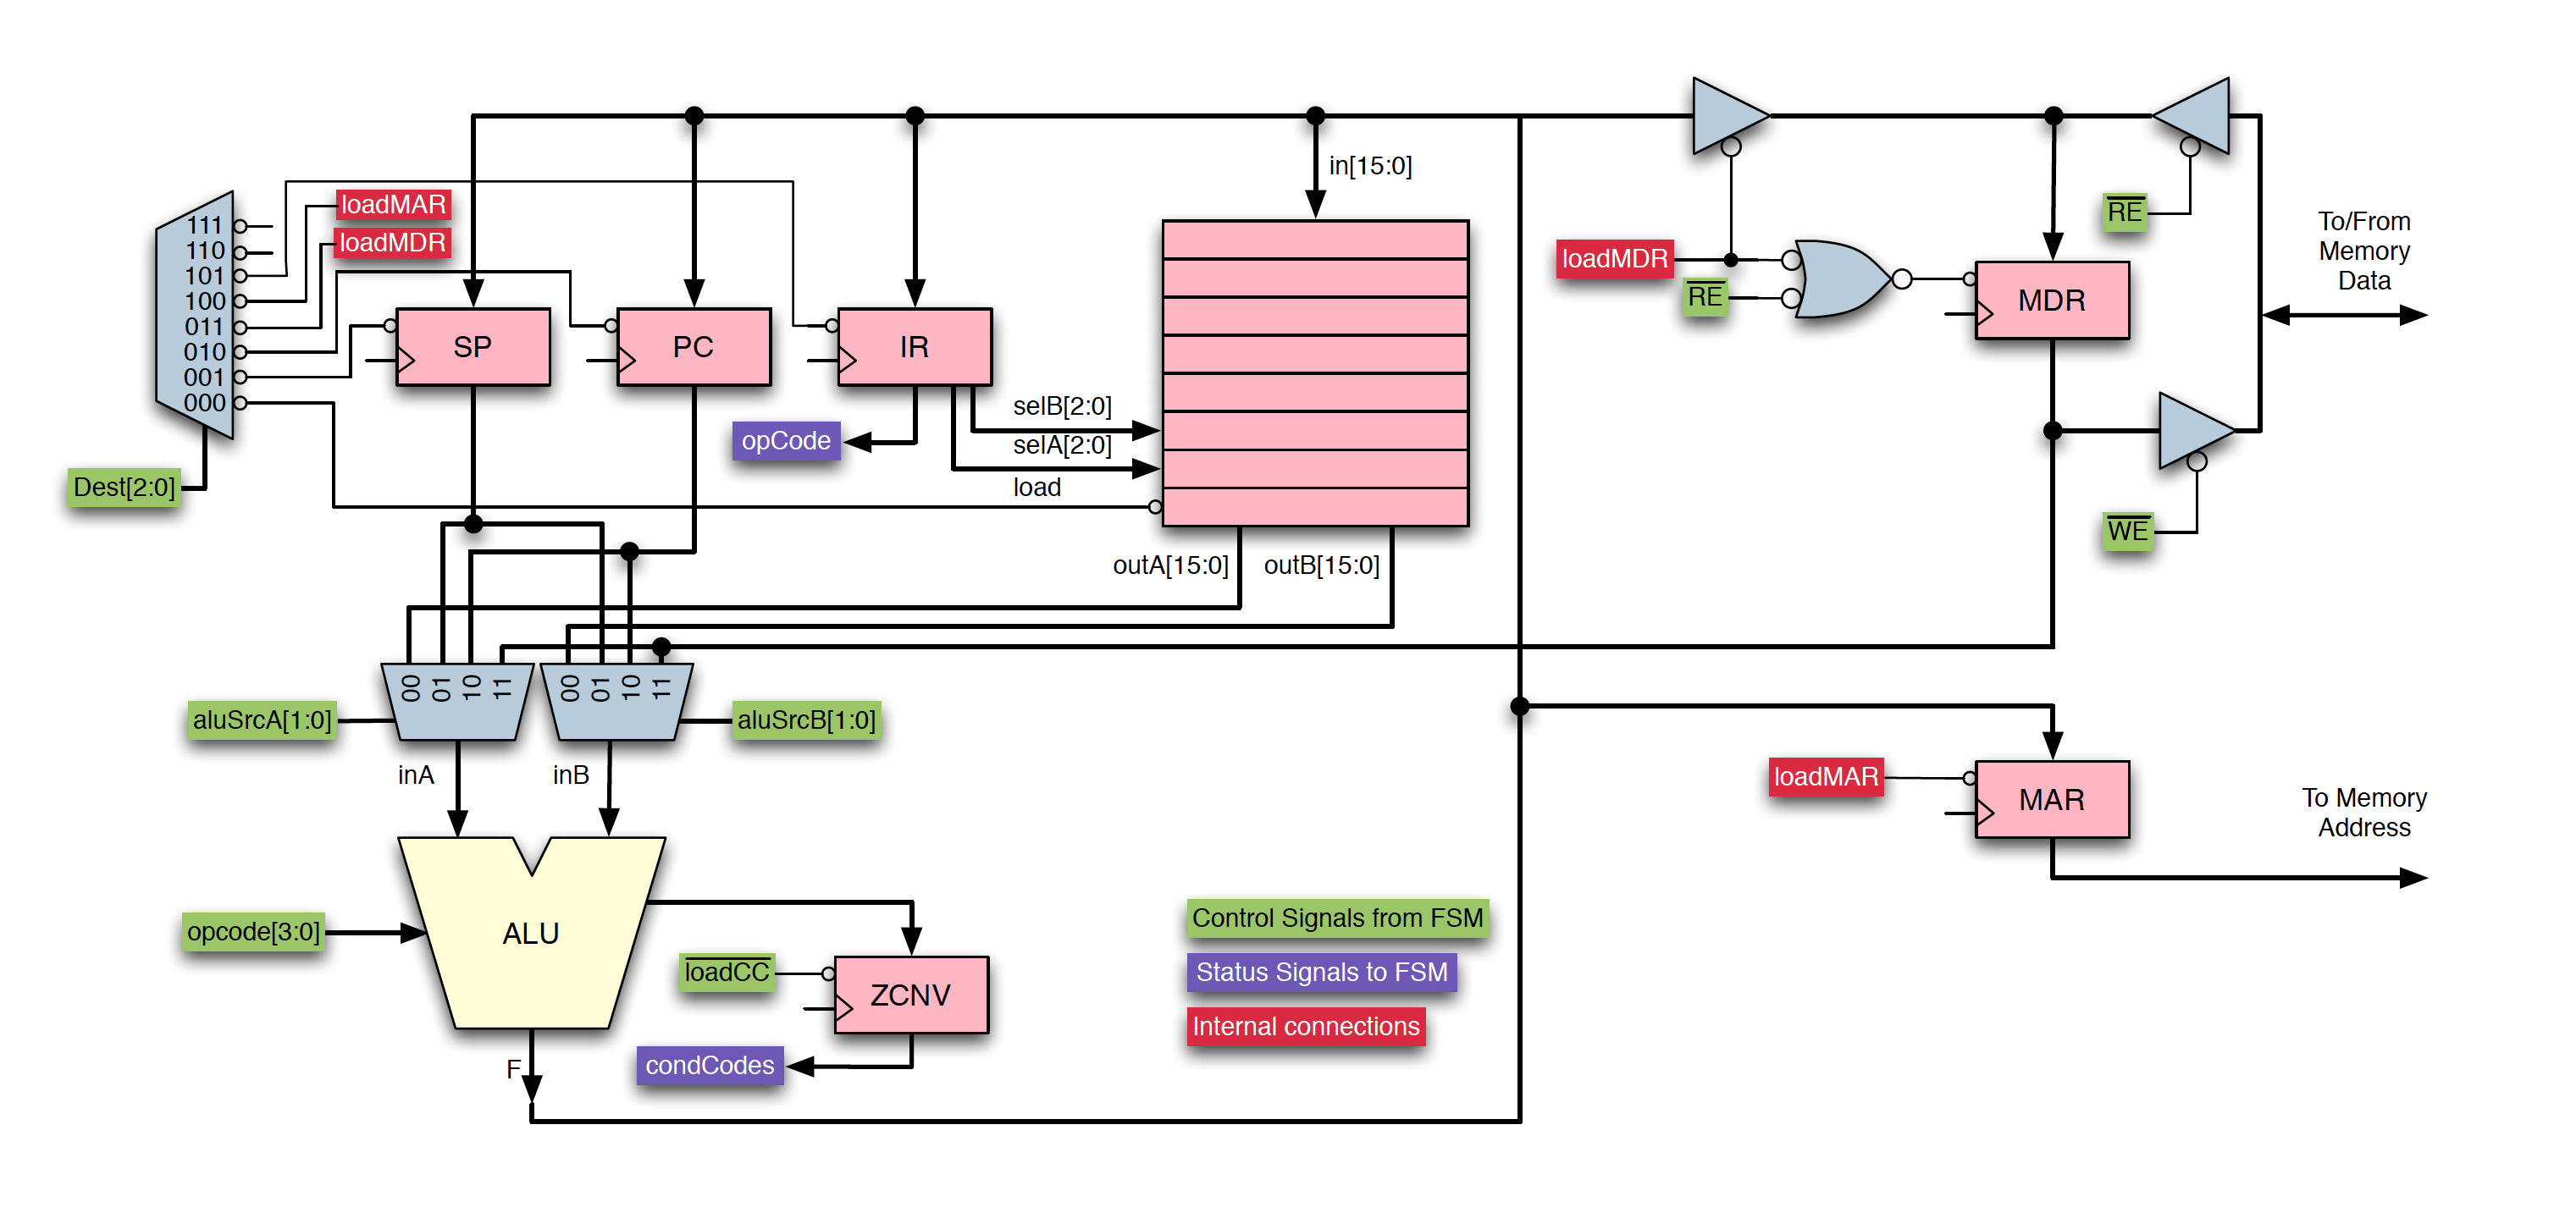 in[15:0]
111
110
101
100
011
010
001
000
loadMAR
loadMDR
Dest[2:0]
SP
PC
IR
opCode
selB[2:0]
selA[2:0]
load
outA[15:0]
outB[15:0]
loadMDR
RE
RE
MDR
WE
To/From
Memory
Data
00
01
10
11
00
01
10
11
aluSrcA[1:0]
aluSrcB[1:0]
inA
inB
opcode[3:0]
ALU
F
loadCC
ZCNV
condCodes
Control Signals from FSM
Status Signals to FSM
Internal connections
loadMAR
MAR
To Memory
Address